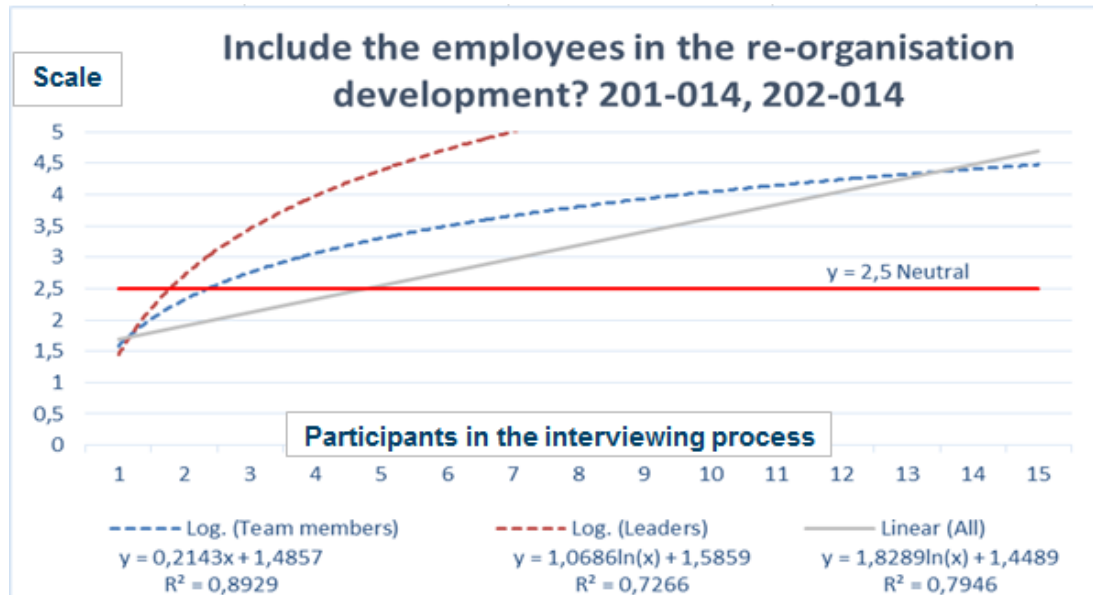 Include the employees in the re-organisation
development? 201-014, 202-014
Scale
5
4,5
4
3,5
3
2,5
2
1,5
1
0,5
0
y = 2,5 Neutral
Participants in the interviewing process
1 2 3 4 5 6 7 8 9 10 11 12 13 14 15
Log. (Team members) Log. (Leaders) Linear (All)
y = 0,2143x + 1,4857 y = 1,0686ln(x) + 1,5859 y = 1,8289ln(x) + 1,4489
R² = 0,8929 R² = 0,7266 R² = 0,7946